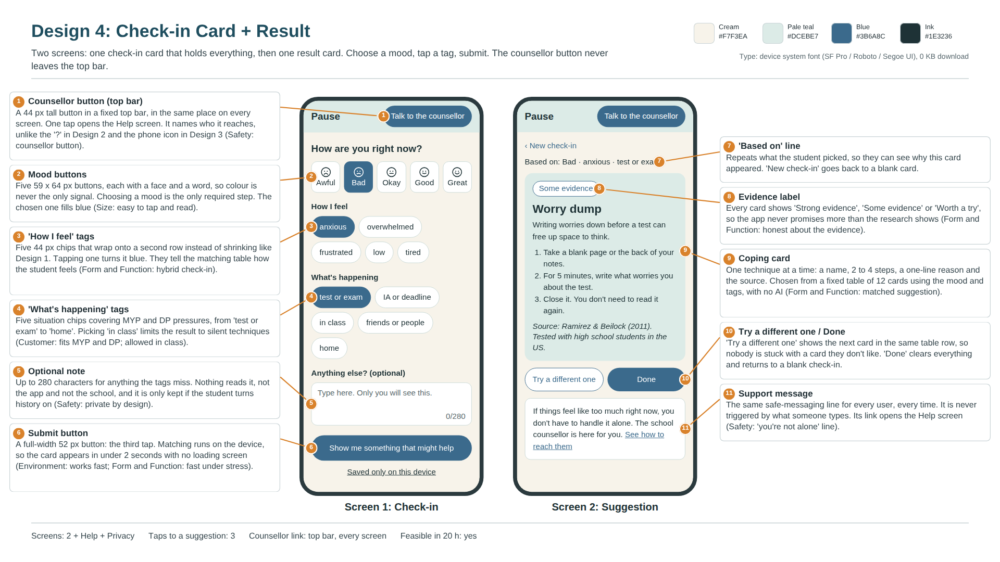 Design 4: Check-in Card + Result
Two screens: one check-in card that holds everything, then one result card. Choose a mood, tap a tag, submit. The counsellor button never
leaves the top bar.
Cream
#F7F3EA
Pale teal
#DCEBE7
Blue
#3B6A8C
Ink
#1E3236
Type: device system font (SF Pro / Roboto / Segoe UI), 0 KB download
1 Counsellor button (top bar)
A 44 px tall button in a fixed top bar, in the same place on every
screen. One tap opens the Help screen. It names who it reaches,
unlike the '?' in Design 2 and the phone icon in Design 3 (Safety:
counsellor button).
2 Mood buttons
Five 59 x 64 px buttons, each with a face and a word, so colour is
never the only signal. Choosing a mood is the only required step. The
chosen one fills blue (Size: easy to tap and read).
3 'How I feel' tags
Five 44 px chips that wrap onto a second row instead of shrinking like
Design 1. Tapping one turns it blue. They tell the matching table how
the student feels (Form and Function: hybrid check-in).
4 'What's happening' tags
Five situation chips covering MYP and DP pressures, from 'test or
exam' to 'home'. Picking 'in class' limits the result to silent techniques
(Customer: fits MYP and DP; allowed in class).
5 Optional note
Up to 280 characters for anything the tags miss. Nothing reads it, not
the app and not the school, and it is only kept if the student turns
history on (Safety: private by design).
6 Submit button
A full-width 52 px button: the third tap. Matching runs on the device,
so the card appears in under 2 seconds with no loading screen
(Environment: works fast; Form and Function: fast under stress).
Pause
1 Talk to the counsellor
How are you right now?
2
Awful
Bad
Okay
Good
Great
How I feel
3 anxious
overwhelmed
frustrated
low
tired
What's happening
4 test or exam
IA or deadline
in class
friends or people
home
Anything else? (optional)
Type here. Only you will see this.
5
0/280
6 Show me something that might help
Saved only on this device
Screen 1: Check-in
Pause
Talk to the counsellor
‹ New check-in
Based on: Bad · anxious · test or exa 7
Some evidence 8
Worry dump
Writing worries down before a test can
free up space to think.
1. Take a blank page or the back of your
notes.
2. For 5 minutes, write what worries you
about the test.
3. Close it. You don't need to read it
again.
9
Source: Ramirez & Beilock (2011).
Tested with high school students in the
US.
Try a different one
Done
10
If things feel like too much right now, you
don't have to handle it alone. The school
counsellor is here for you. See how to
reach them
11
Screen 2: Suggestion
7 'Based on' line
Repeats what the student picked, so they can see why this card
appeared. 'New check-in' goes back to a blank card.
8 Evidence label
Every card shows 'Strong evidence', 'Some evidence' or 'Worth a try',
so the app never promises more than the research shows (Form and
Function: honest about the evidence).
9 Coping card
One technique at a time: a name, 2 to 4 steps, a one-line reason and
the source. Chosen from a fixed table of 12 cards using the mood and
tags, with no AI (Form and Function: matched suggestion).
10 Try a different one / Done
'Try a different one' shows the next card in the same table row, so
nobody is stuck with a card they don't like. 'Done' clears everything
and returns to a blank check-in.
11 Support message
The same safe-messaging line for every user, every time. It is never
triggered by what someone types. Its link opens the Help screen
(Safety: 'you're not alone' line).
Screens: 2 + Help + Privacy
Taps to a suggestion: 3
Counsellor link: top bar, every screen
Feasible in 20 h: yes